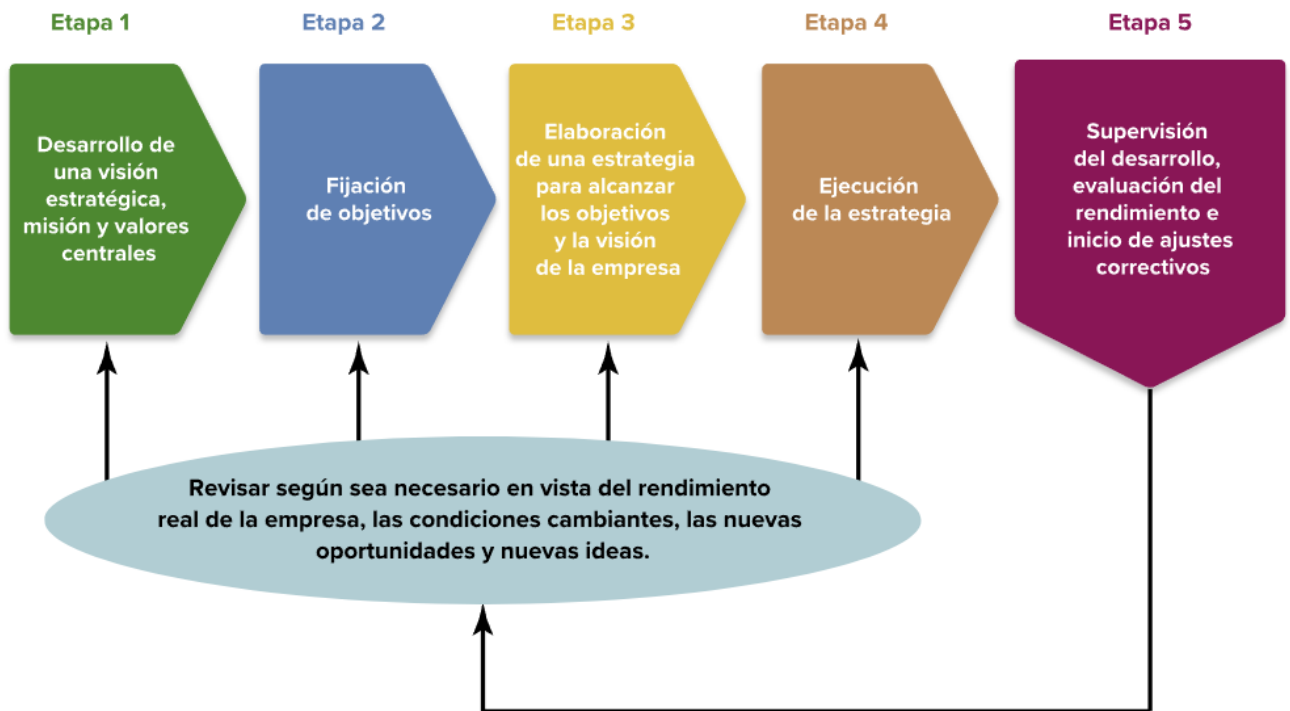 Etapa 1
Etapa 2
Etapa 3
Etapa 4
Etapa 5
Desarrollo de
una visión
estratégica,
misión y valores
centrales
Fijación
de objetivos
Elaboración
de una estrategia
para alcanzar
los objetivos
y la visión
de la empresa
Ejecución
de la estrategia
Supervisión
del desarrollo,
evaluación del
rendimiento e
inicio de ajustes
correctivos
Revisar según sea necesario en vista del rendimiento
real de la empresa, las condiciones cambiantes, las nuevas
oportunidades y nuevas ideas.